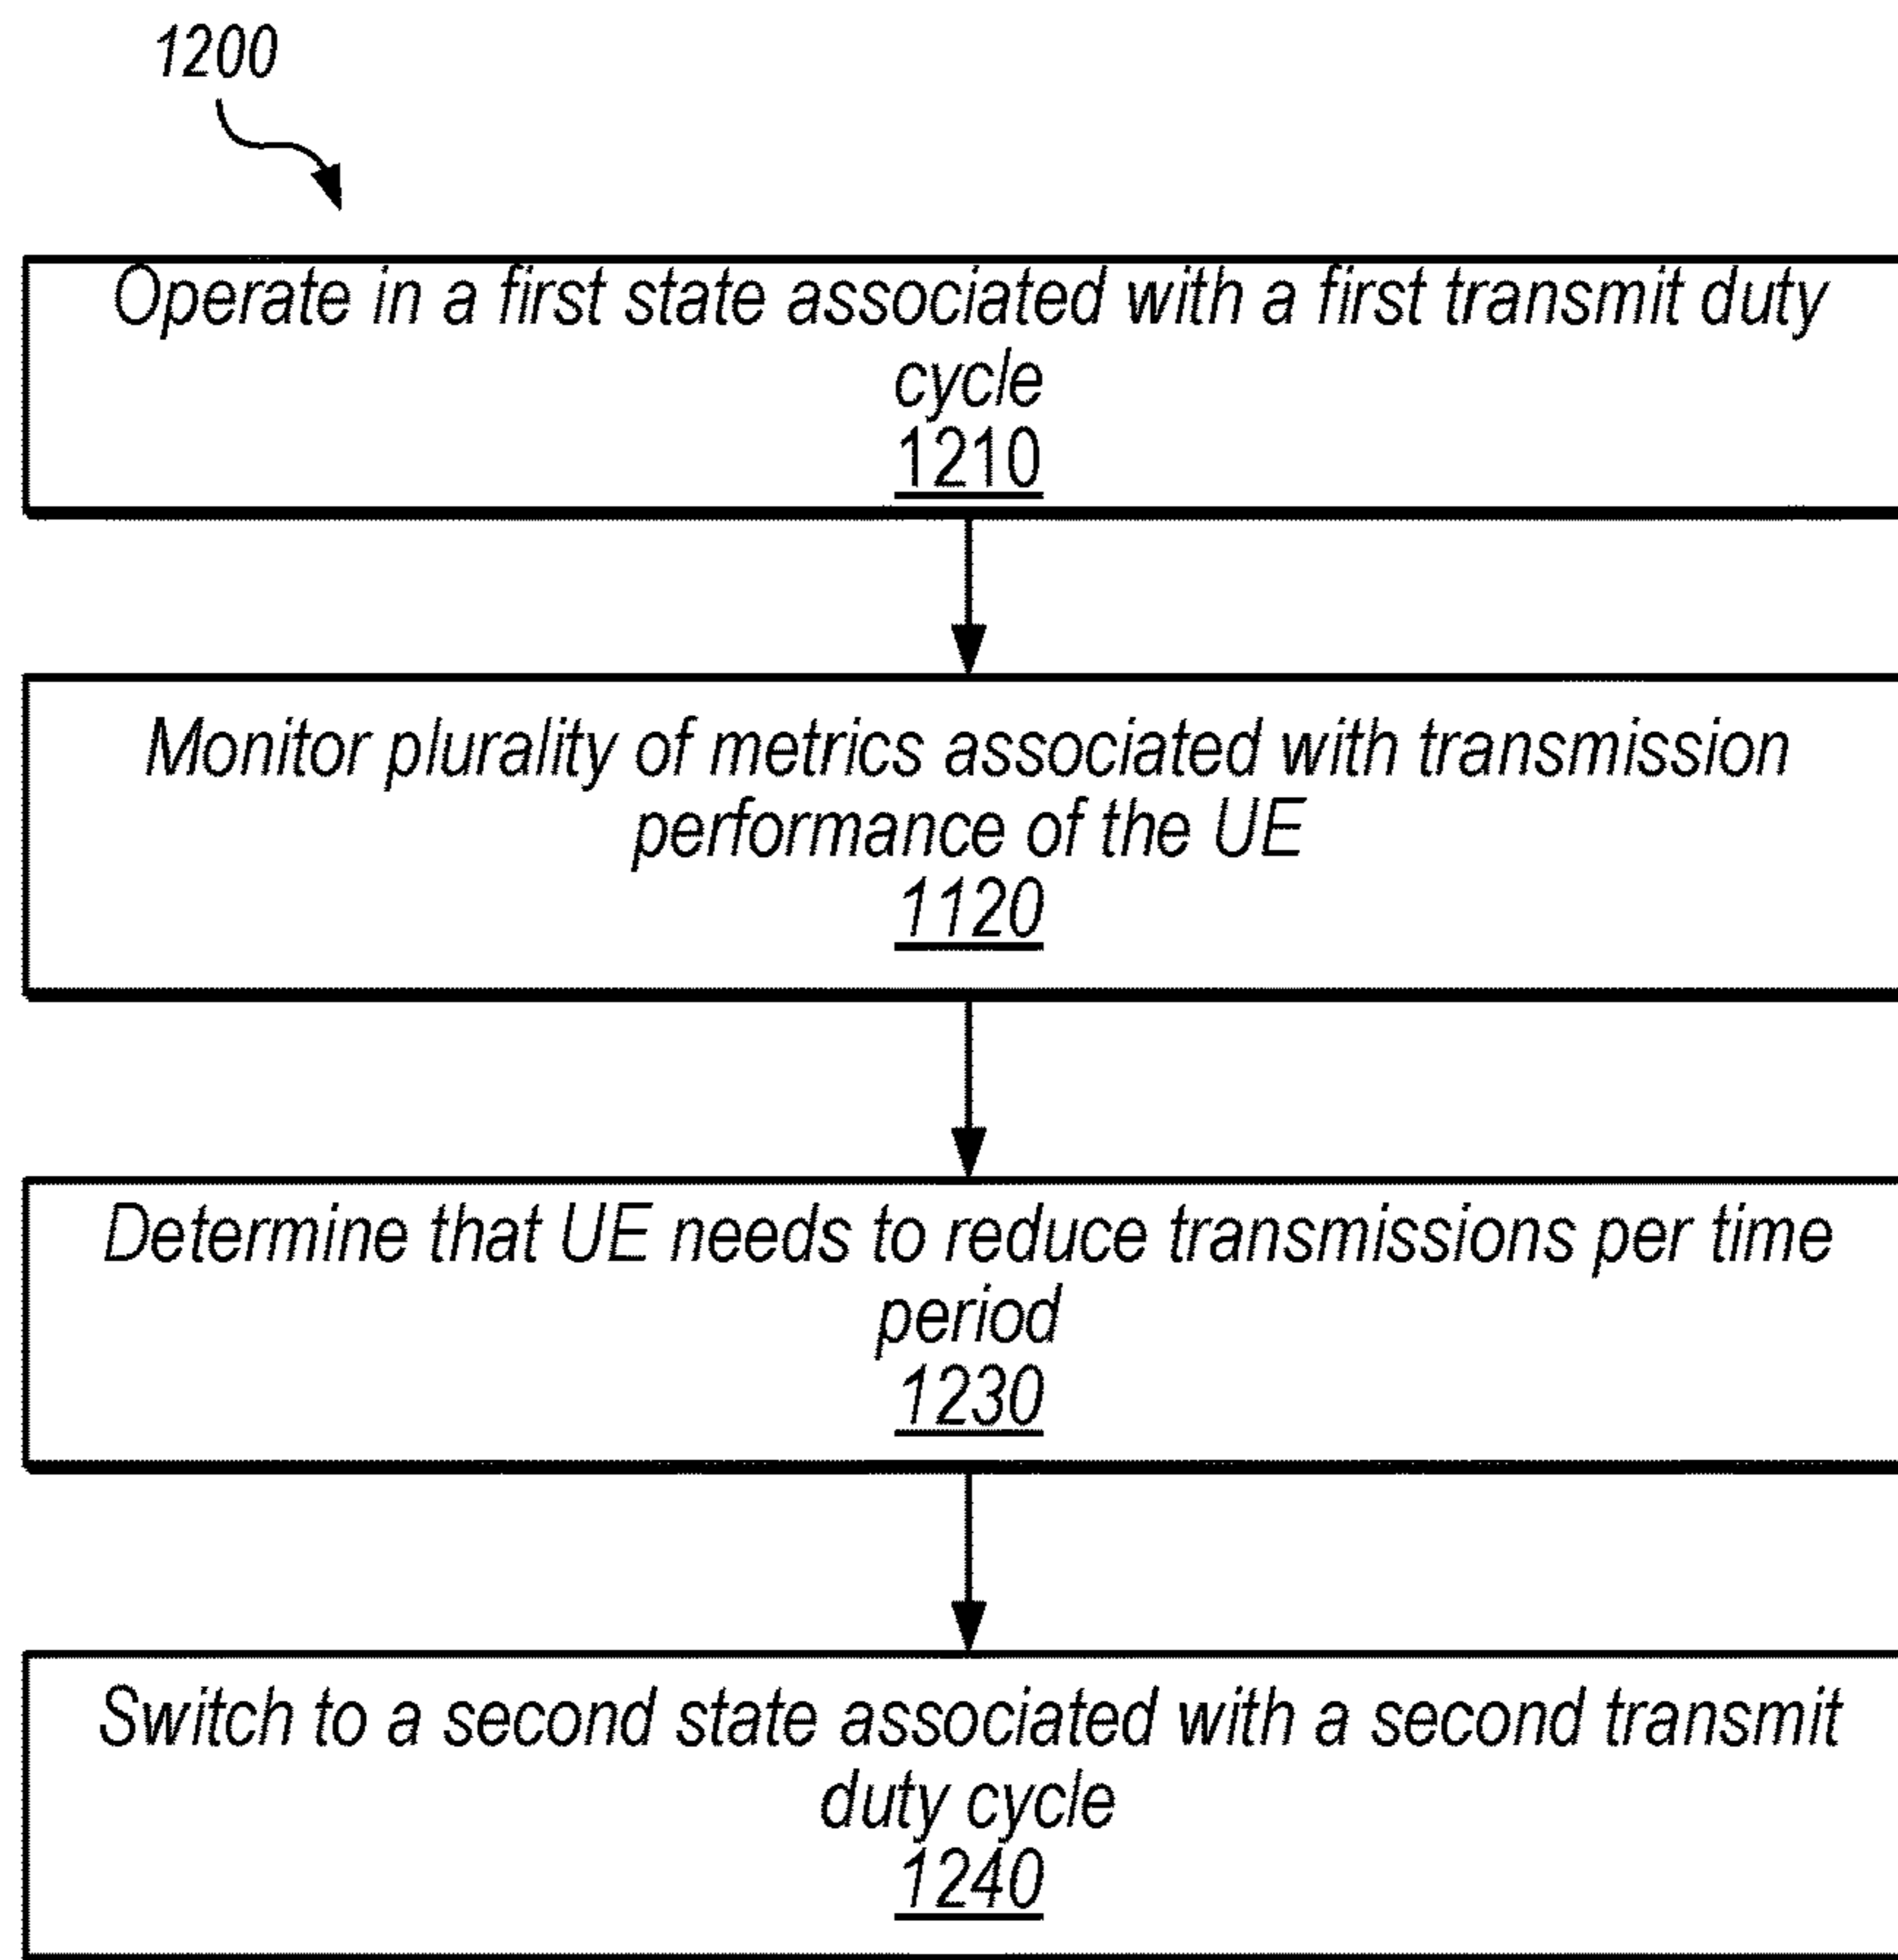 1200
Operate in a first state associated with a first transmit duty
cycle
1210
Monitor plurality of metrics associated with transmission
performance of the UE
1120
Determine that UE needs to reduce transmissions per time
period
1230
Switch to a second state associated with a second transmit
duty cycle
1240